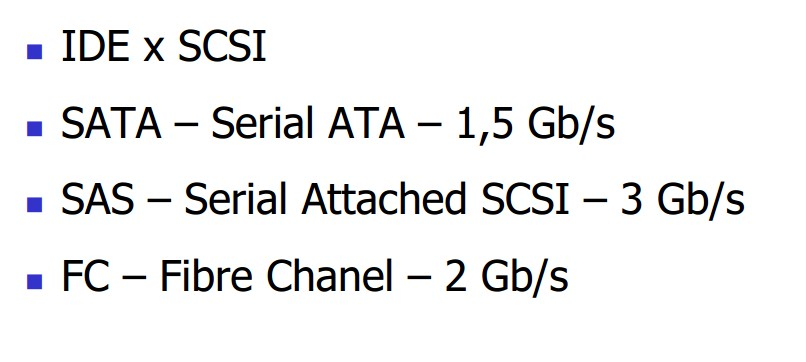 IDE x SCSI
SATA – Serial ATA – 1,5 Gb/s
SAS – Serial Attached SCSI – 3 Gb/s
FC – Fibre Chanel – 2 Gb/s